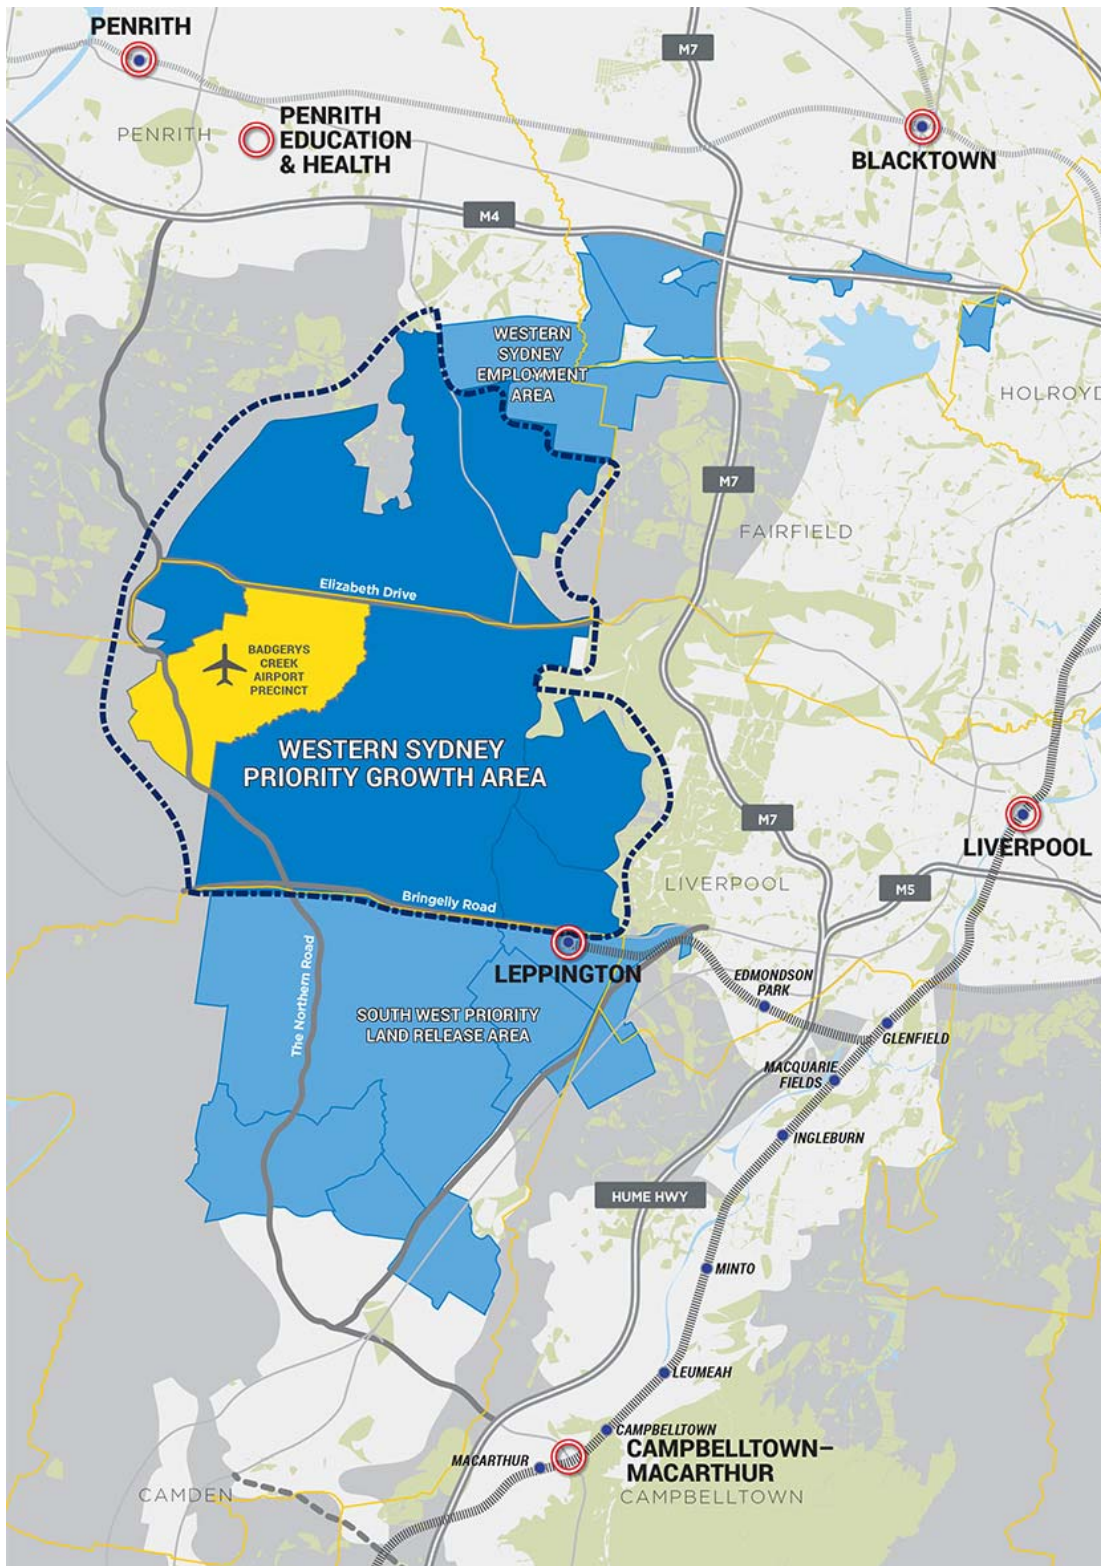 PENRITH
M7
PENRITH
PENRITH
EDUCATION
& HEALTH
BLACKTOWN
M4
WESTERN
SYDNEY
EMPLOYMENT
AREA
HOLROYD
M7
FAIRFIELD
Elizabeth Drive
BADGERYS
CREEK
AIRPORT
PRECINCT
WESTERN SYDNEY
PRIORITY GROWTH AREA
M7
LIVERPOOL
LIVERPOOL
M5
Bringelly Road
LEPPINGTON
The Northern Road
EDMONDSON
PARK
SOUTH WEST PRIORITY
LAND RELEASE AREA
GLENFIELD
MACQUARIE
FIELDS
INGLEBURN
HUME HWY
MINTO
LEUMEAH
CAMPBELLTOWN
MACARTHUR
CAMPBELLTOWN–
MACARTHUR
CAMDEN
CAMPBELLTOWN